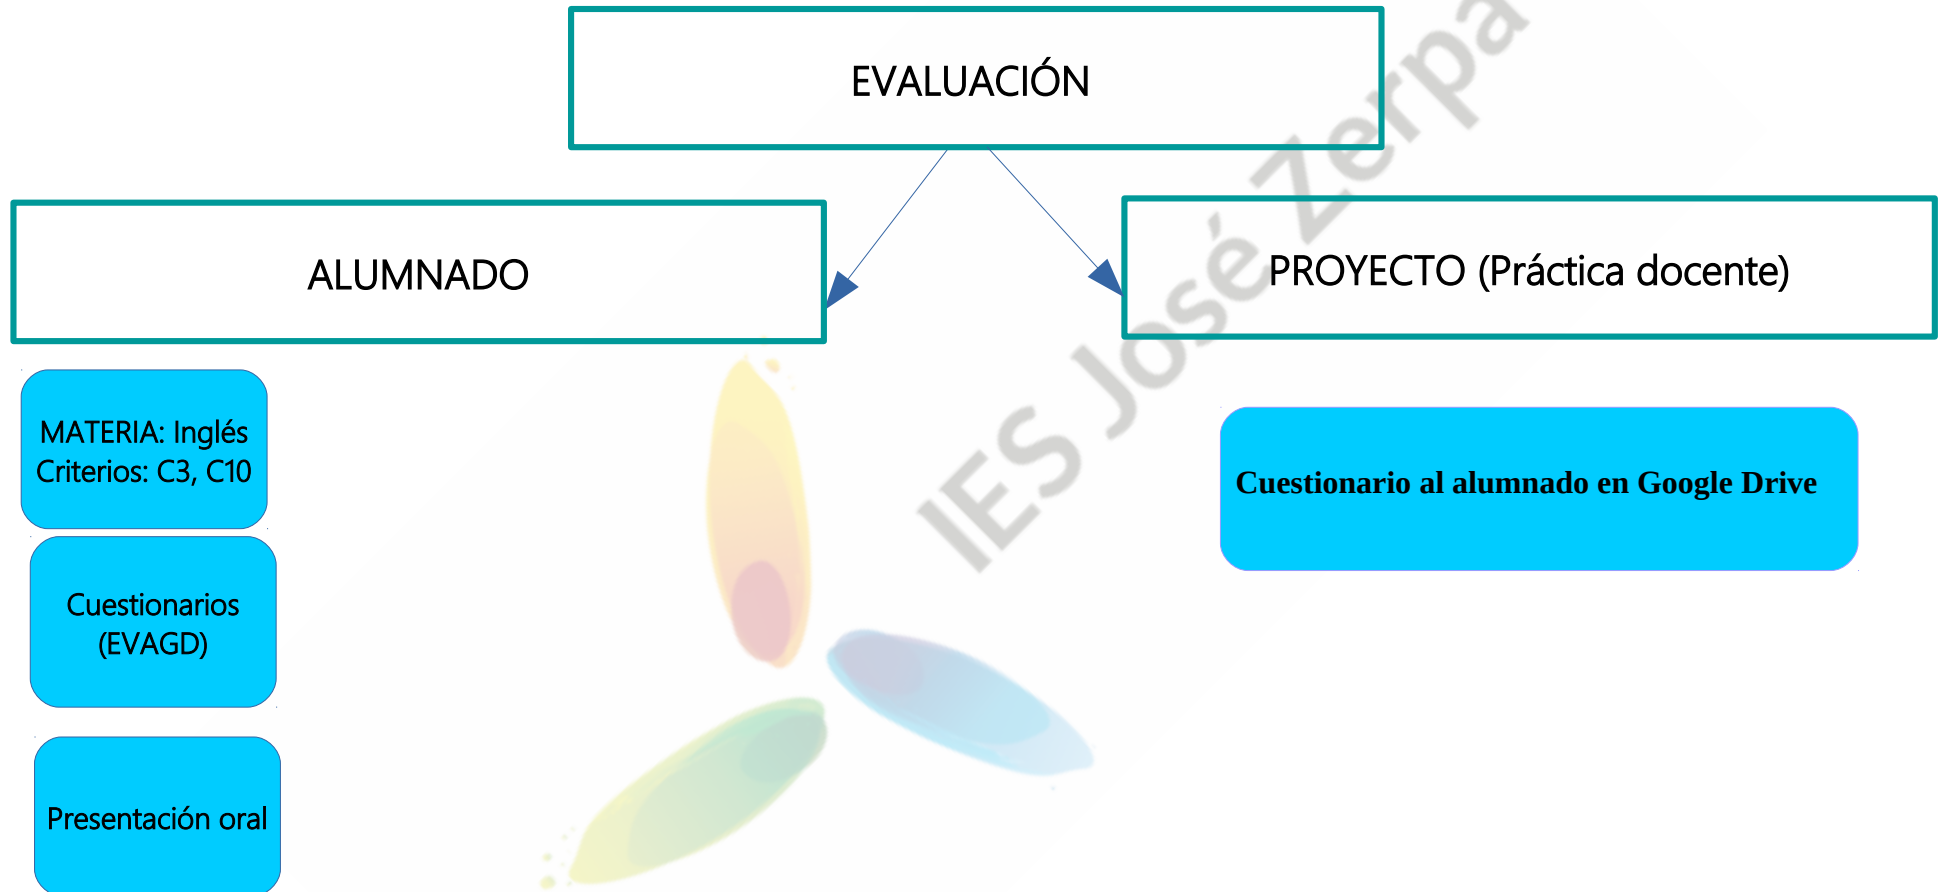 EVALUACIÓN
ALUMNADO
PROYECTO (Práctica docente)
MATERIA: Inglés
Criterios: C3, C10
Cuestionarios
(EVAGD)
Presentación oral
Cuestionario al alumnado en Google Drive
IES José Zerpa